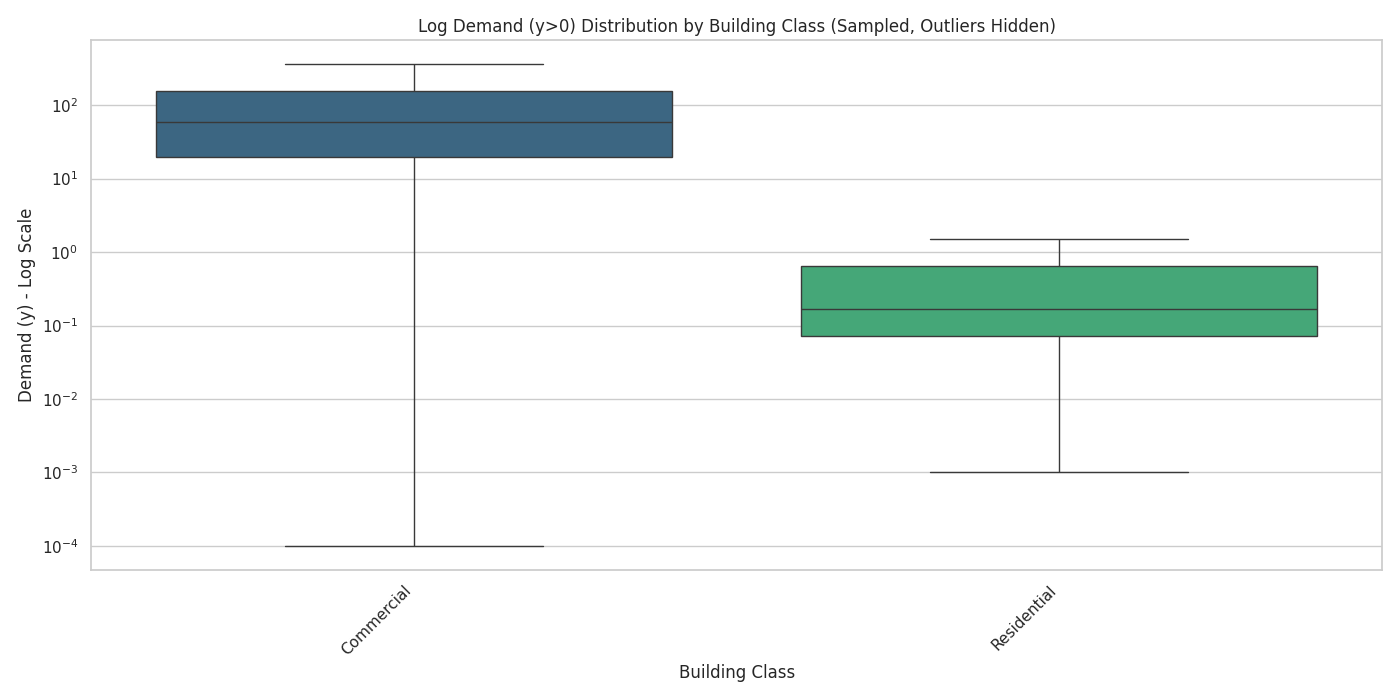 Log Demand (y>0) Distribution by Building Class (Sampled, Outliers Hidden)
Demand (y) - Log Scale
10²
10¹
10⁰
10⁻¹
10⁻²
10⁻³
10⁻⁴
Commercial
Residential
Building Class